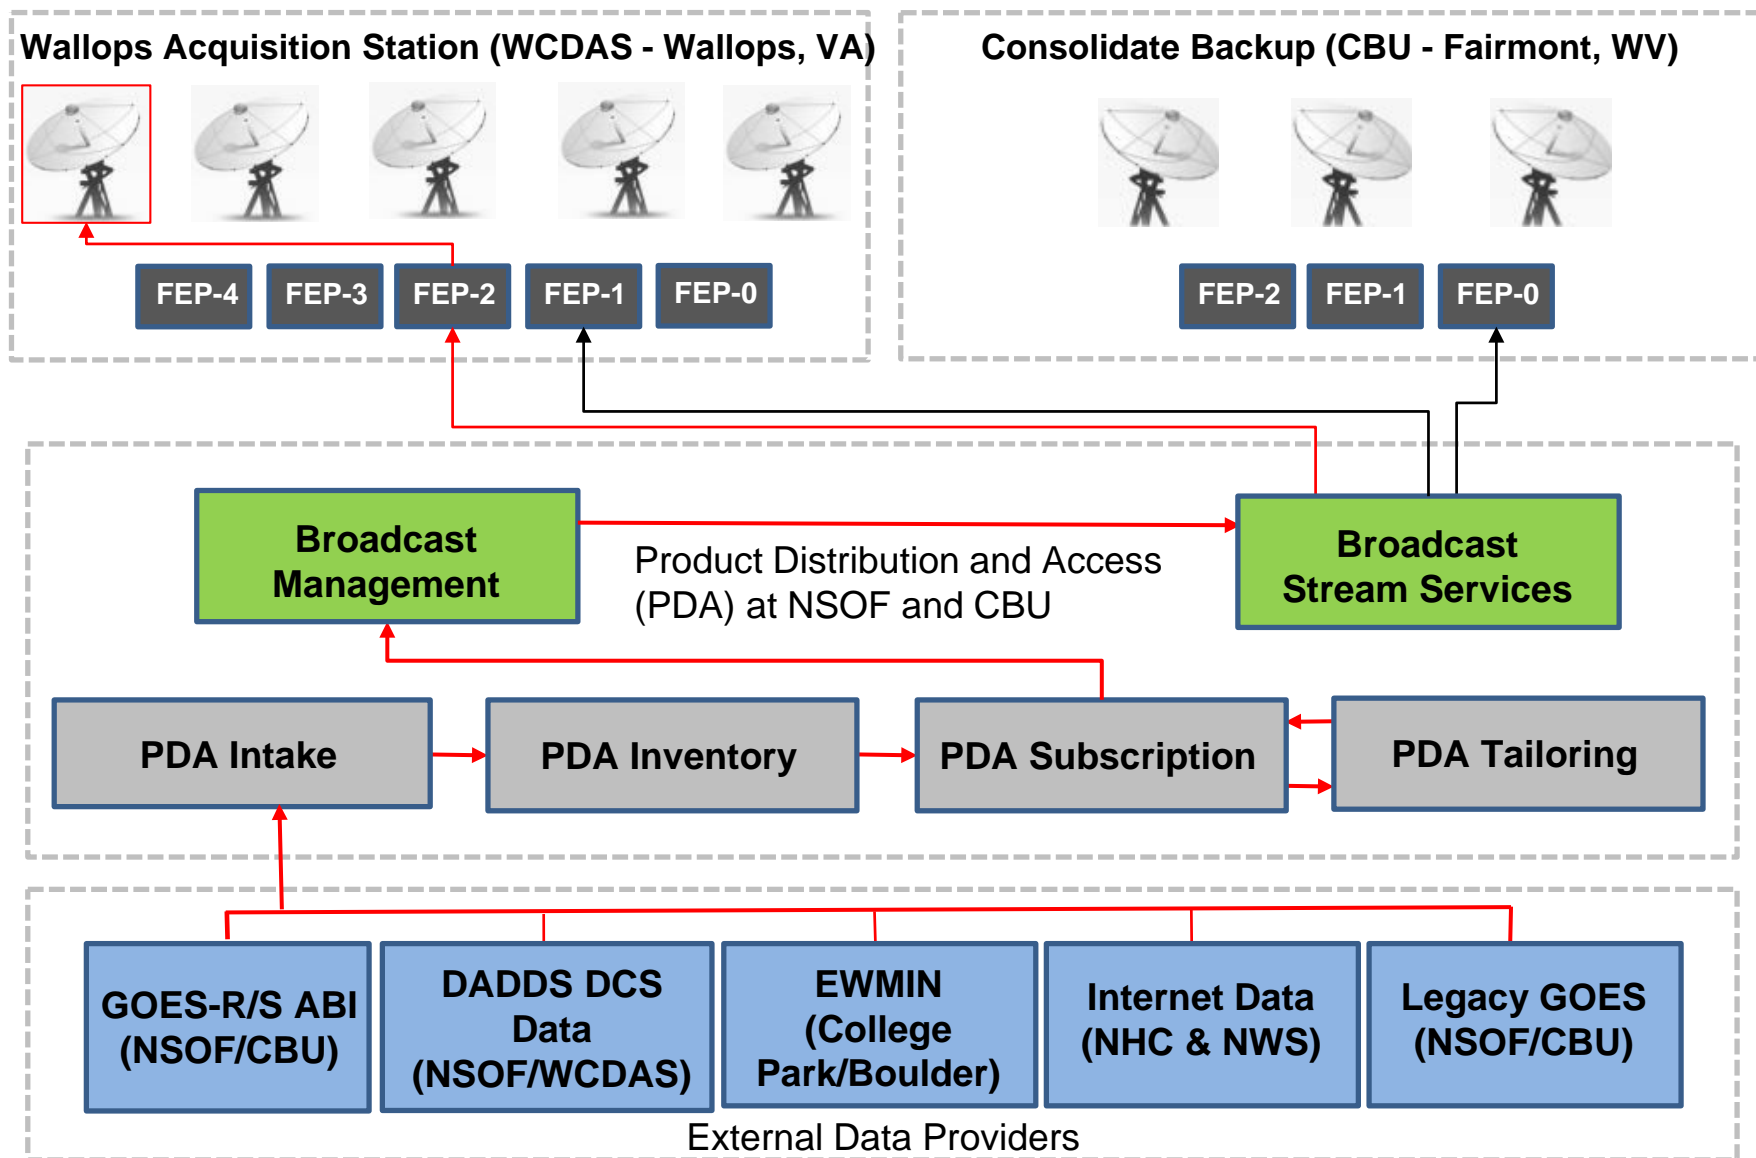 Wallops Acquisition Station (WCDAS - Wallops, VA)
Consolidate Backup (CBU - Fairmont, WV)
FEP-4
FEP-3
FEP-2
FEP-1
FEP-0
FEP-2
FEP-1
FEP-0
Broadcast
Management
Product Distribution and Access
(PDA) at NSOF and CBU
Broadcast
Stream Services
PDA Intake
PDA Inventory
PDA Subscription
PDA Tailoring
GOES-R/S ABI
(NSOF/CBU)
DADDS DCS
Data
(NSOF/WCDAS)
EWMIN
(College
Park/Boulder)
Internet Data
(NHC & NWS)
Legacy GOES
(NSOF/CBU)
External Data Providers